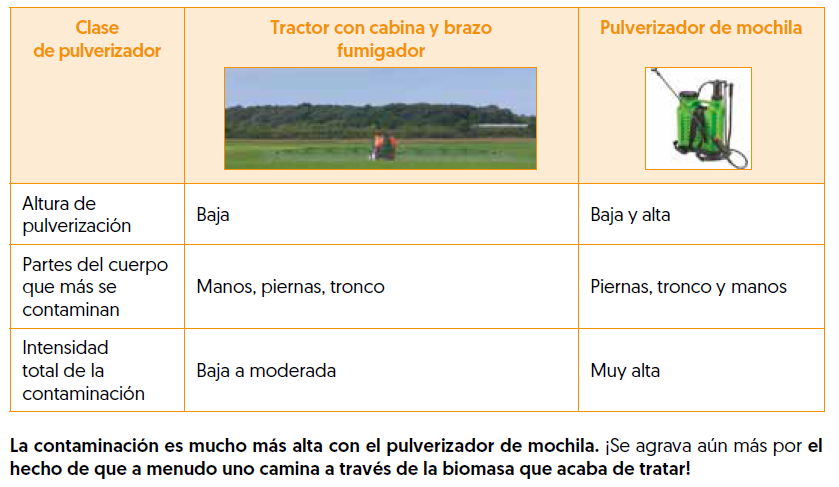 Clase
de pulverizador
Tractor con cabina y brazo
fumigador
Pulverizador de mochila
Altura de
pulverización
Baja
Baja y alta
Partes del cuerpo
que más se
contaminan
Manos, piernas, tronco
Piernas, tronco y manos
Intensidad
total de la
contaminación
Baja a moderada
Muy alta
La contaminación es mucho más alta con el pulverizador de mochila. ¡Se agrava aún más por el
hecho de que a menudo uno camina a través de la biomasa que acaba de tratar!